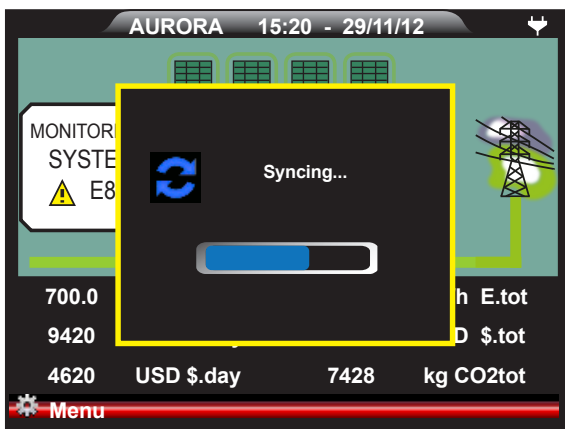 AURORA 15:20 - 29/11/12
MONITORI
SYSTE
E8
Syncing...
700.0 h E.tot
9420 D $.tot
4620 USD $.day 7428 kg CO2tot
Menu